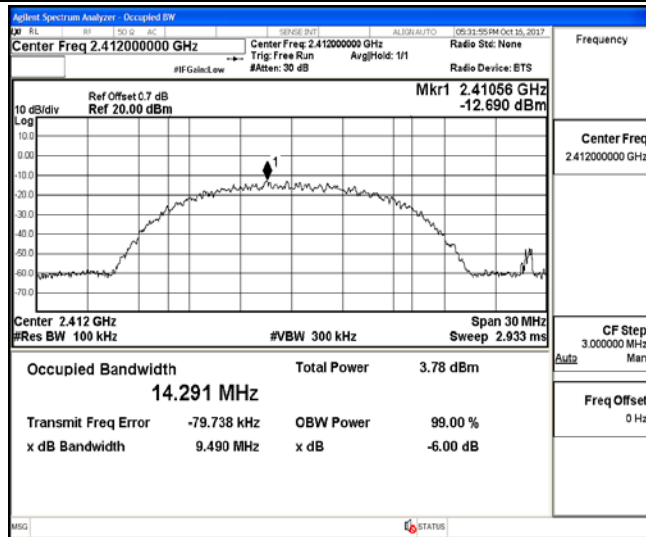 Agilent Spectrum Analyzer - Occupied BW
RL RF 50 Ω AC SENSE:INT ALIGN AUTO 05:31:55 PM Oct 16, 2017
Center Freq 2.412000000 GHz Center Freq: 2.412000000 GHz Radio Std: None Frequency
Trig: Free Run Avg|Hold: 1/1
#IFGain:Low #Atten: 30 dB Radio Device: BTS
Ref Offset 0.7 dB Mkr1 2.41056 GHz
10 dB/div Ref 20.00 dBm -12.690 dBm
Log
10.0
0.00
-10.0
-20.0
-30.0
-40.0
-50.0
-60.0
-70.0
1
Center Freq
2.412000000 GHz
Center 2.412 GHz Span 30 MHz
#Res BW 100 kHz #VBW 300 kHz Sweep 2.933 ms
CF Step
3.000000 MHz
Auto Man
Occupied Bandwidth Total Power 3.78 dBm
14.291 MHz
Transmit Freq Error -79.738 kHz OBW Power 99.00 %
x dB Bandwidth 9.490 MHz x dB -6.00 dB
Freq Offset
0 Hz
MSG STATUS